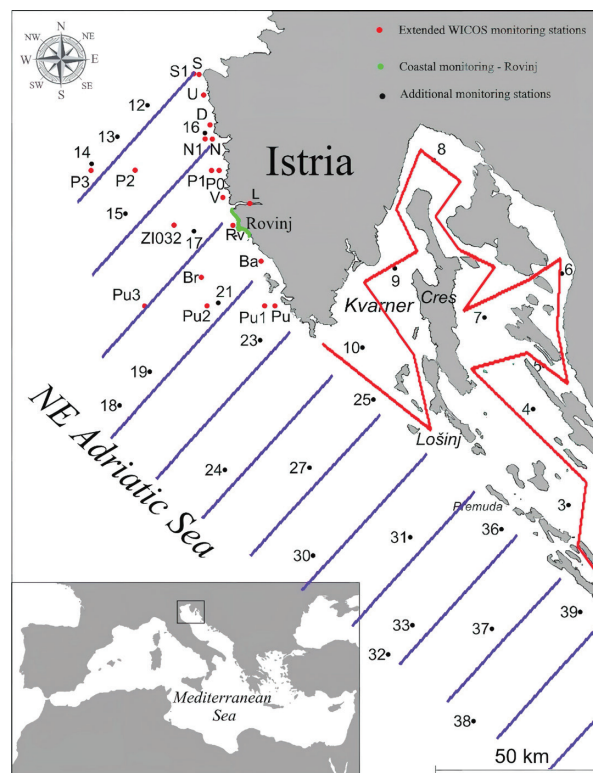 N
NW
NE
W
E
SW
SE
S
Extended WICOS monitoring stations
Coastal monitoring - Rovinj
Additional monitoring stations
S1
S
U
12
D
16
13
N1
N
14
P3
P2
P1
P0
Istria
8
L
V
15
Rovinj
ZI032
17
Rv
Ba
9
6
Br
Kvarner
Cres
7
Pu3
21
Pu2
Pu1
Pu
23
10
5
19
18
25
4
NE Adriatic Sea
Lošinj
24
27
3
Premuda
36
31
30
39
33
37
32
38
Mediterranean
Sea
50 km